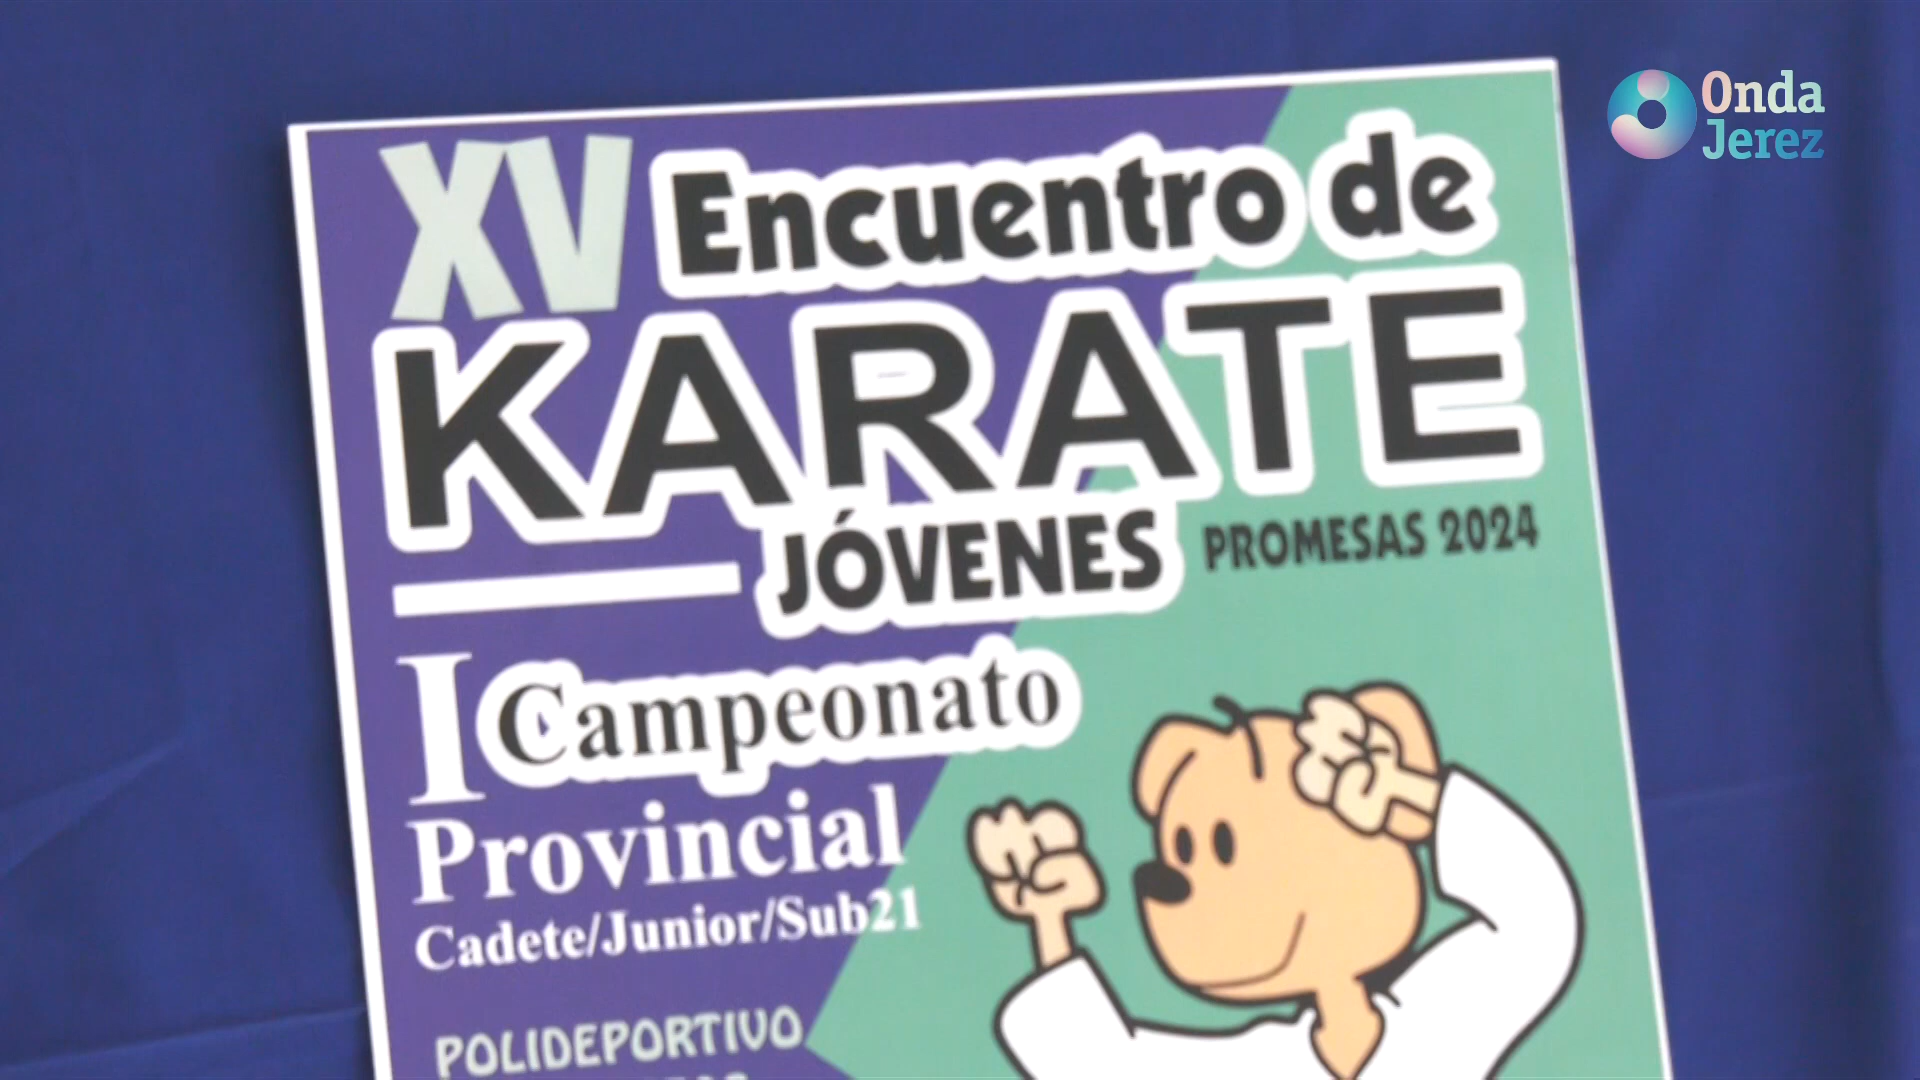 Onda
Jerez
XV Encuentro de
KARATE
JÓVENES PROMESAS 2024
I Campeonato
Provincial
Cadete/Junior/Sub21
POLIDEPORTIVO